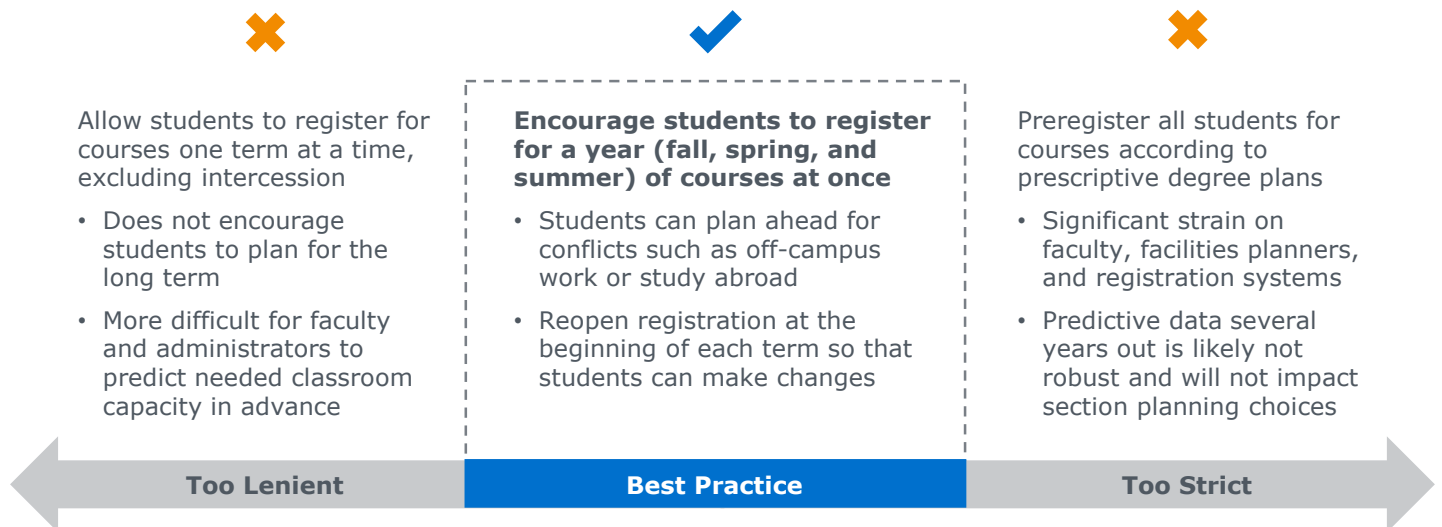 Allow students to register for
courses one term at a time,
excluding intercession
• Does not encourage
students to plan for the
long term
• More difficult for faculty
and administrators to
predict needed classroom
capacity in advance
Encourage students to register
for a year (fall, spring, and
summer) of courses at once
• Students can plan ahead for
conflicts such as off-campus
work or study abroad
• Reopen registration at the
beginning of each term so that
students can make changes
Preregister all students for
courses according to
prescriptive degree plans
• Significant strain on
faculty, facilities planners,
and registration systems
• Predictive data several
years out is likely not
robust and will not impact
section planning choices
Too Lenient
Best Practice
Too Strict